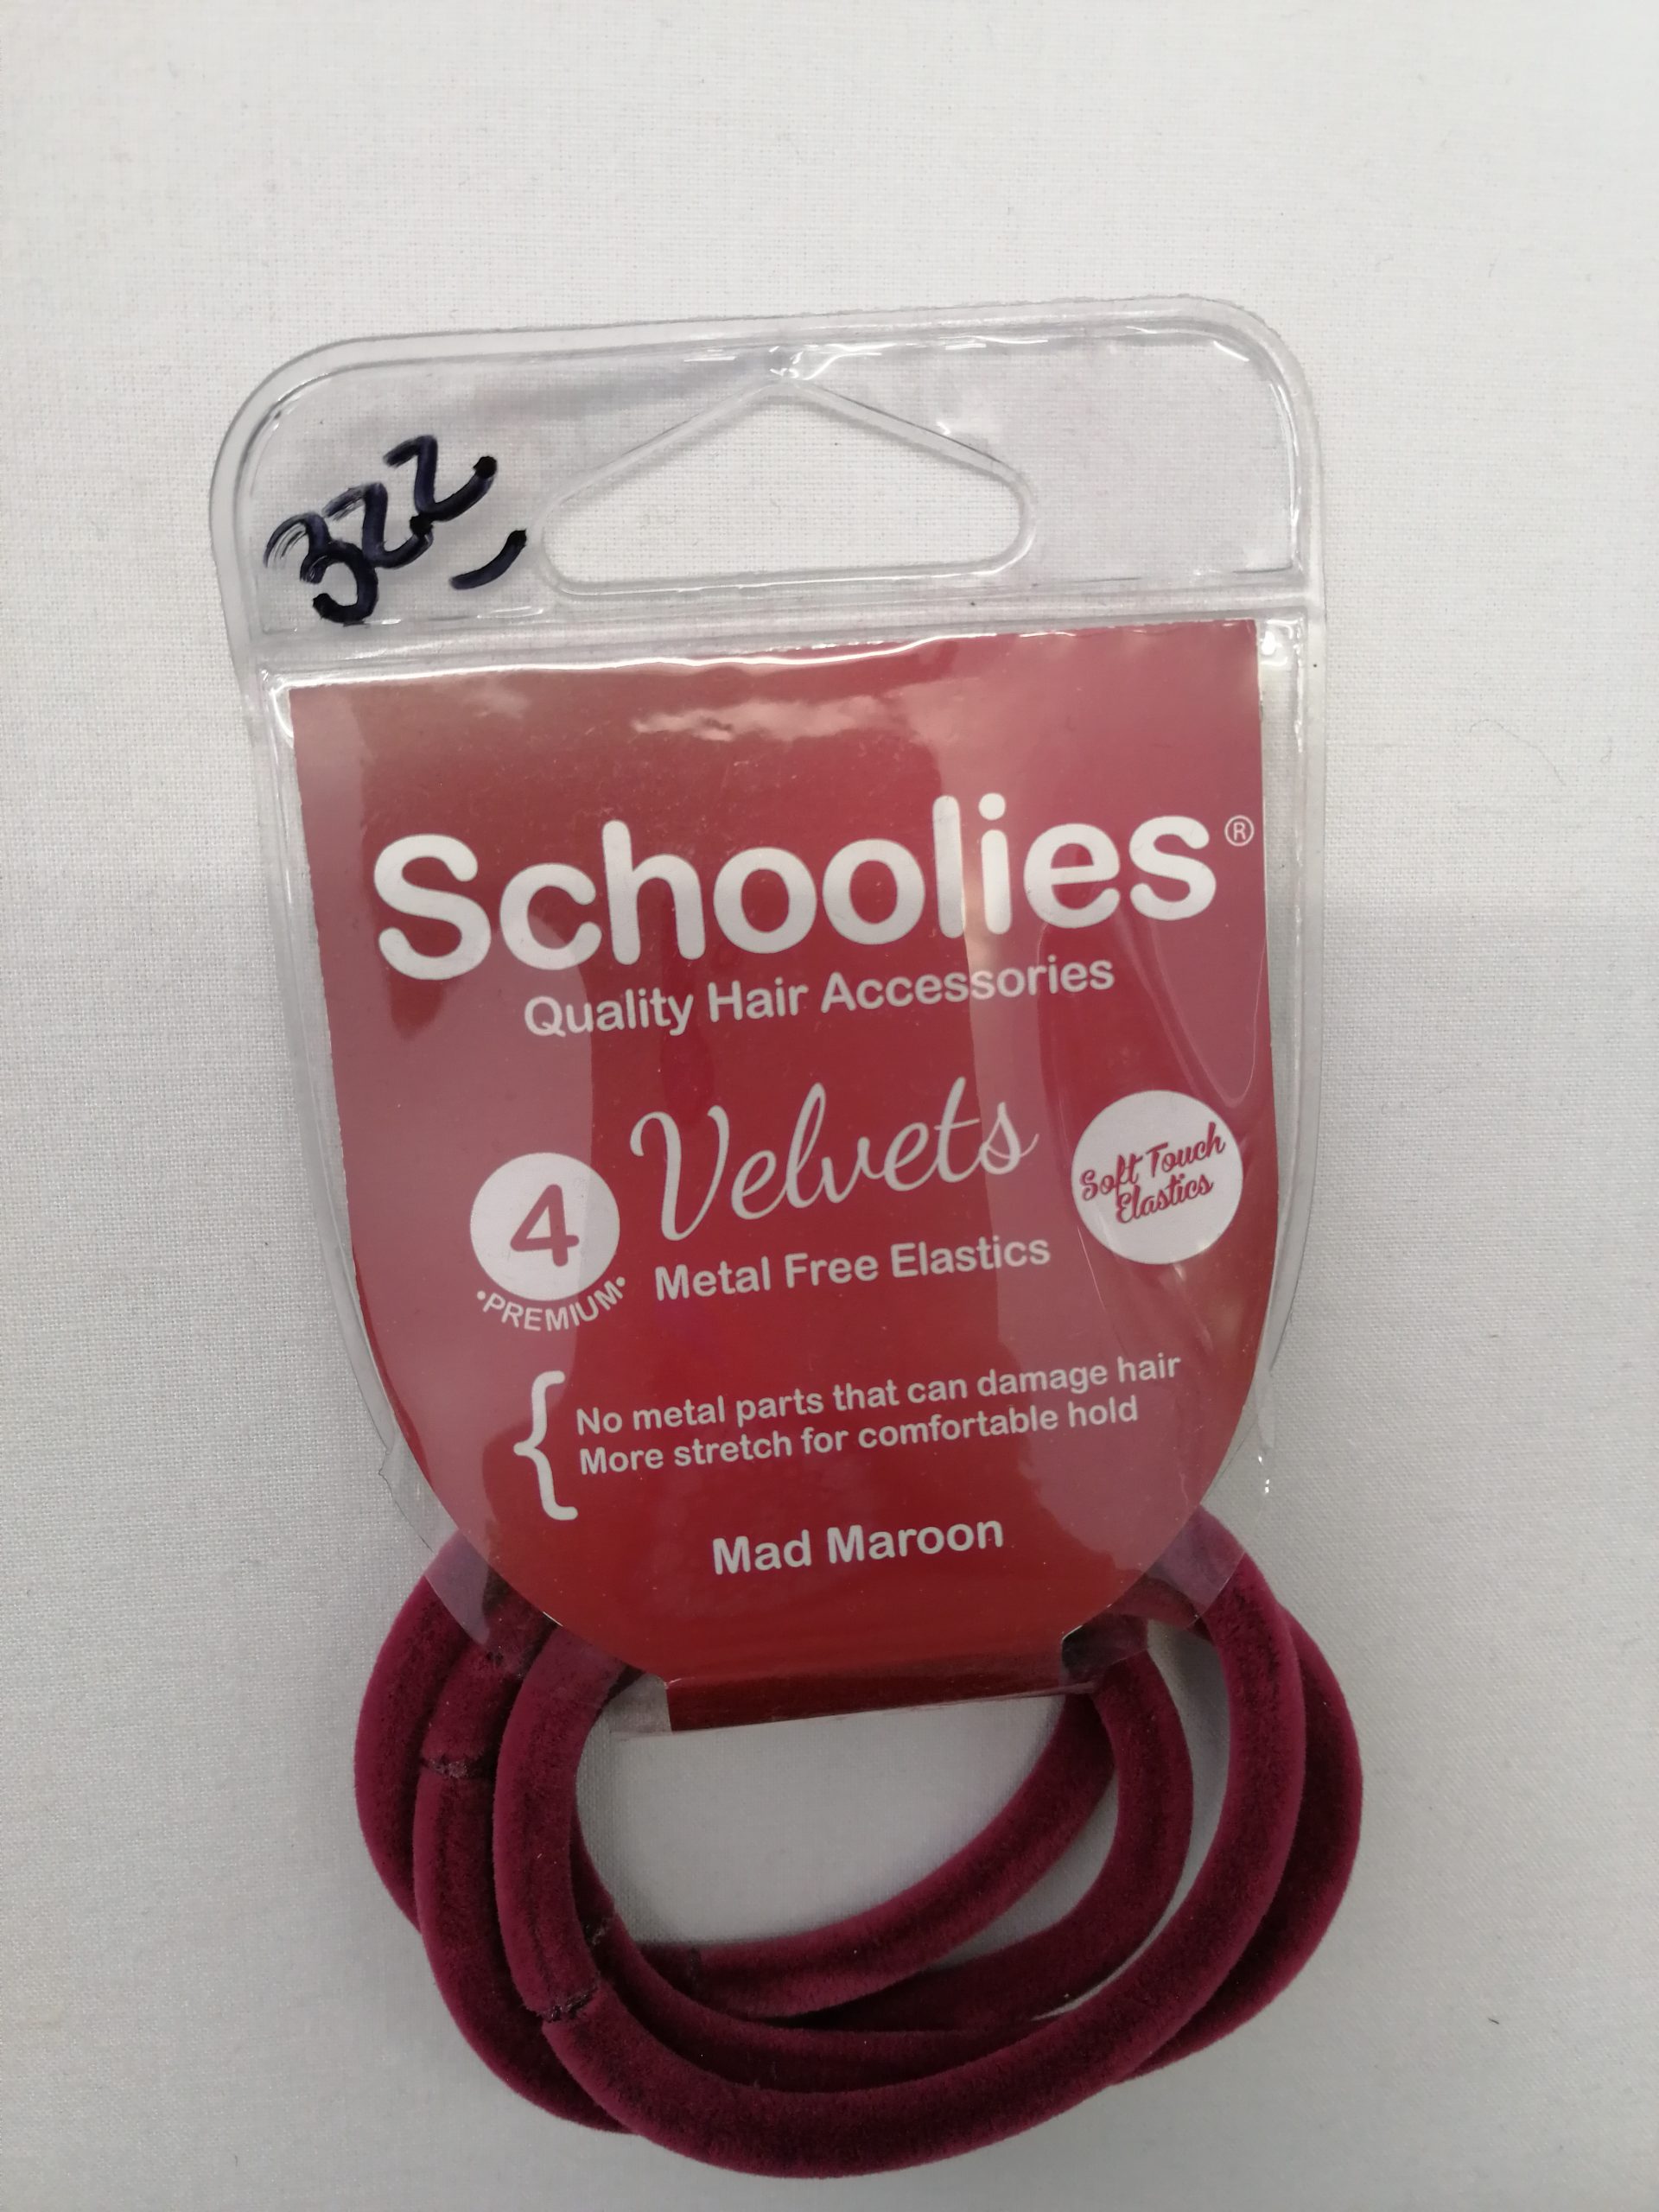 322
Schoolies®
Quality Hair Accessories
Velvets
4
•PREMIUM•
Metal Free Elastics
Soft Touch
Elastics
No metal parts that can damage hair
More stretch for comfortable hold
Mad Maroon